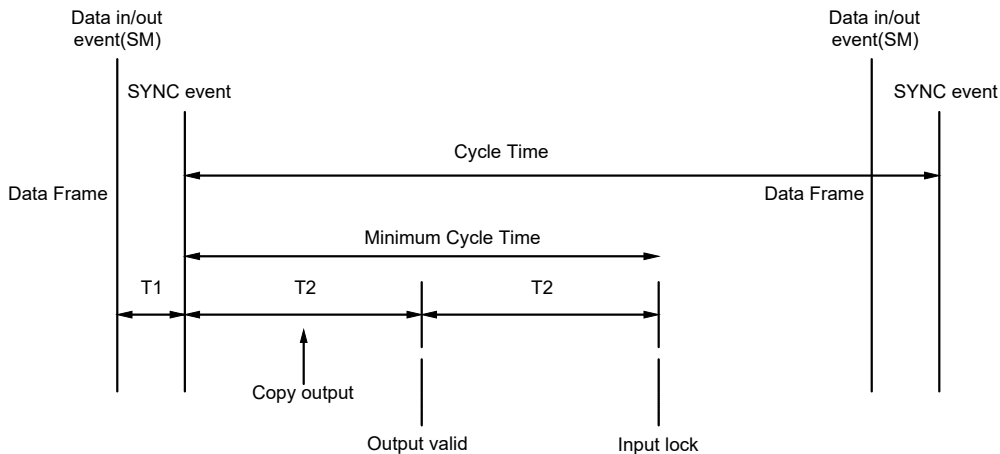 Data in/out
event(SM)
Data in/out
event(SM)
SYNC event
SYNC event
Cycle Time
Data Frame
Data Frame
Minimum Cycle Time
T1
T2
T2
Copy output
Output valid
Input lock